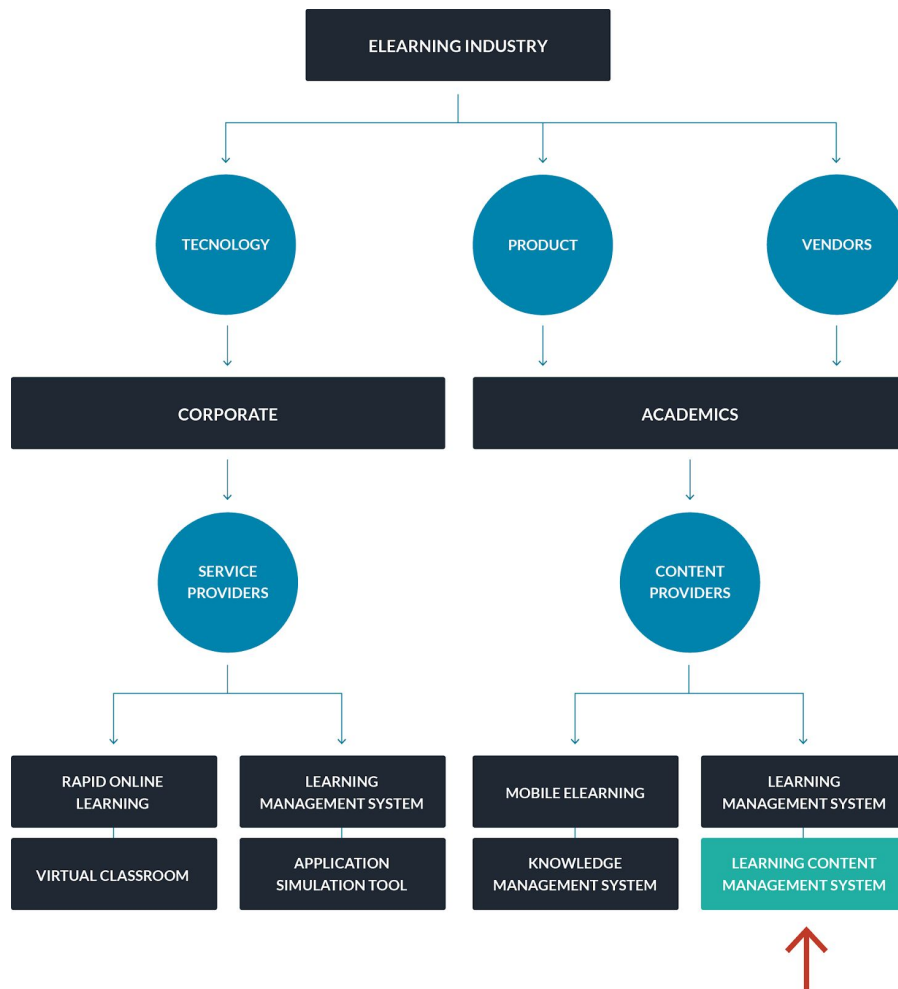 ELEARNING INDUSTRY
TECNOLOGY
PRODUCT
VENDORS
CORPORATE
ACADEMICS
SERVICE
PROVIDERS
CONTENT
PROVIDERS
RAPID ONLINE
LEARNING
LEARNING
MANAGEMENT SYSTEM
MOBILE ELEARNING
LEARNING
MANAGEMENT SYSTEM
VIRTUAL CLASSROOM
APPLICATION
SIMULATION TOOL
KNOWLEDGE
MANAGEMENT SYSTEM
LEARNING CONTENT
MANAGEMENT SYSTEM